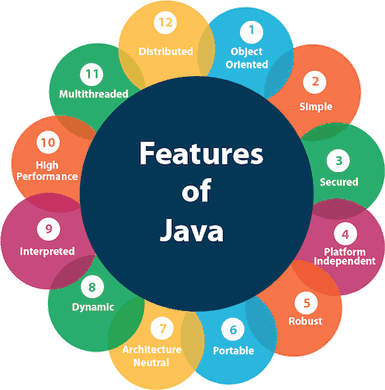 Features
of
Java
1
Object
Oriented
2
Simple
3
Secured
4
Platform
Independent
5
Robust
6
Portable
7
Architecture
Neutral
8
Dynamic
9
Interpreted
10
High
Performance
11
Multithreaded
12
Distributed